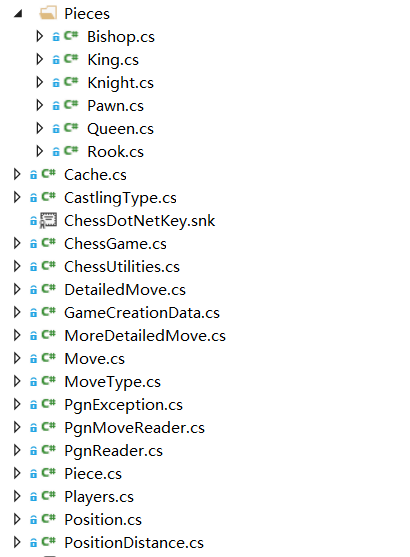 Pieces
C# Bishop.cs
C# King.cs
C# Knight.cs
C# Pawn.cs
C# Queen.cs
C# Rook.cs
C# Cache.cs
C# CastlingType.cs
ChessDotNetKey.snk
C# ChessGame.cs
C# ChessUtilities.cs
C# DetailedMove.cs
C# GameCreationData.cs
C# MoreDetailedMove.cs
C# Move.cs
C# MoveType.cs
C# PgnException.cs
C# PgnMoveReader.cs
C# PgnReader.cs
C# Piece.cs
C# Players.cs
C# Position.cs
C# PositionDistance.cs